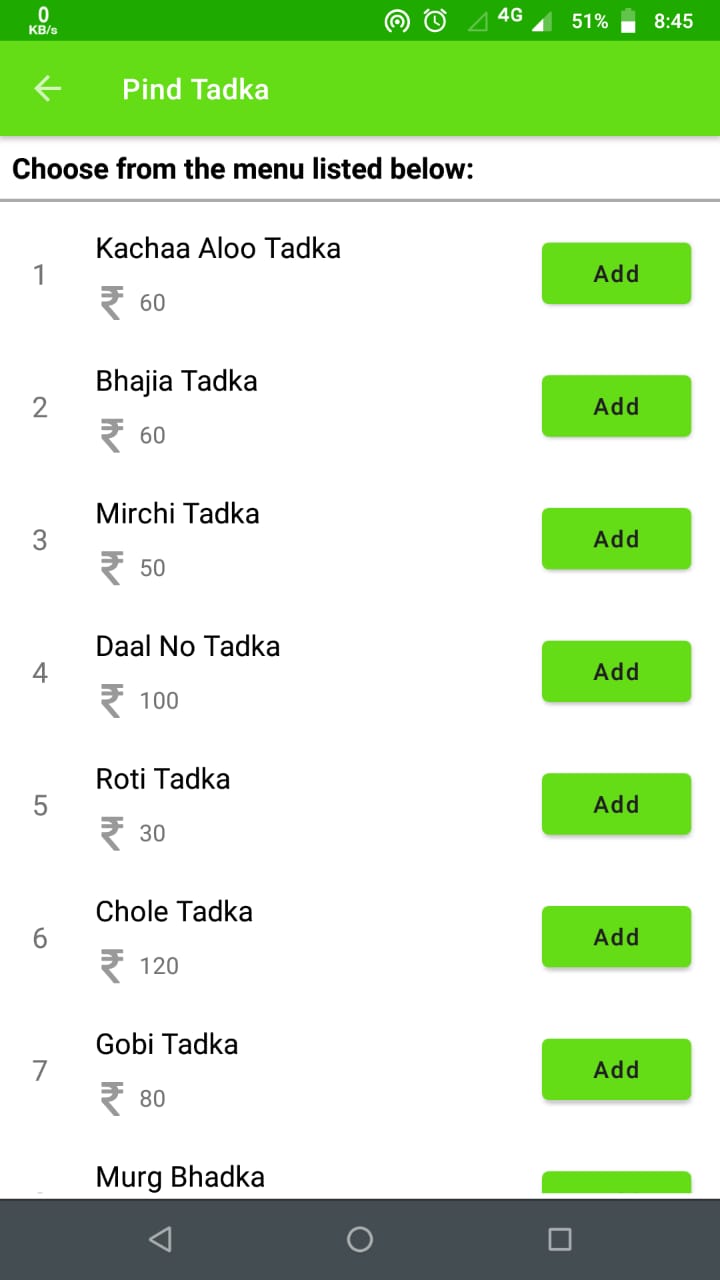 0
KB/s
4G
51%
8:45
Pind Tadka
Choose from the menu listed below:
1
Kachaa Aloo Tadka
₹ 60
Add
2
Bhajia Tadka
₹ 60
Add
3
Mirchi Tadka
₹ 50
Add
4
Daal No Tadka
₹ 100
Add
5
Roti Tadka
₹ 30
Add
6
Chole Tadka
₹ 120
Add
7
Gobi Tadka
₹ 80
Add
Murg Bhadka